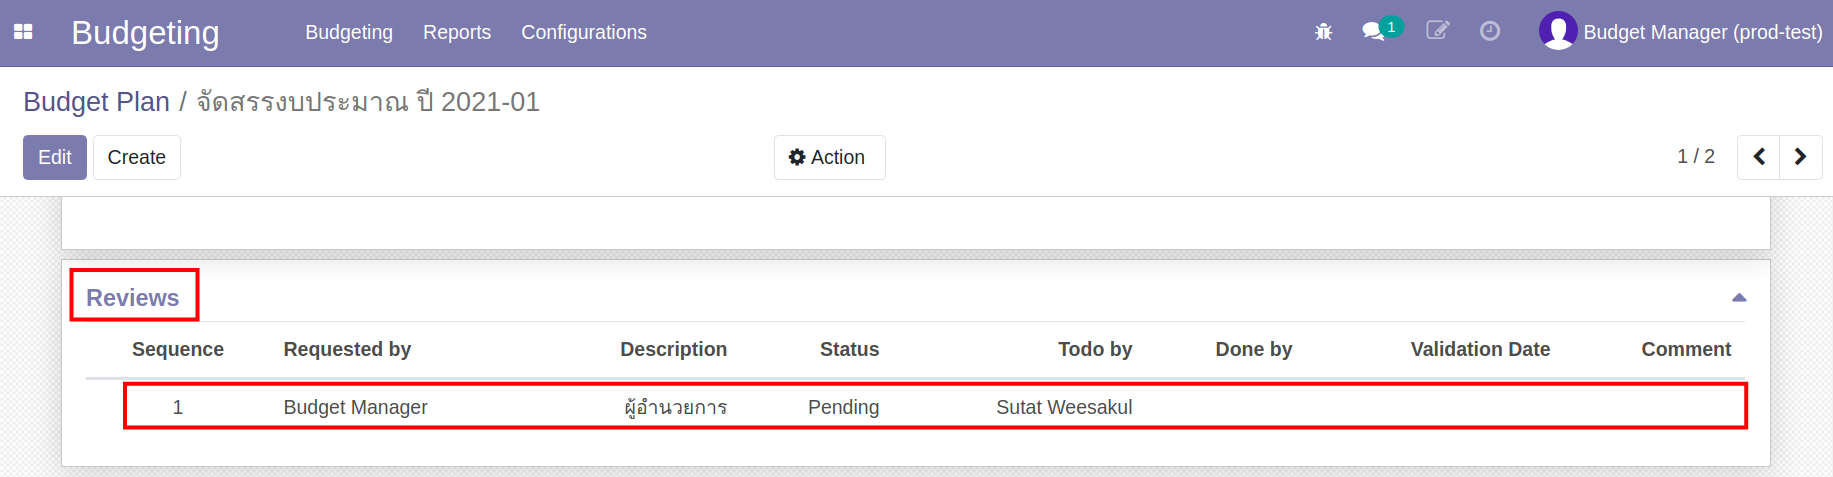 Budgeting Budgeting Reports Configurations 1 Budget Manager (prod-test)
Budget Plan / จัดสรรงบประมาณ ปี 2021-01
Edit Create Action 1 / 2
Reviews
Sequence Requested by Description Status Todo by Done by Validation Date Comment
1 Budget Manager ผู้อำนวยการ Pending Sutat Weesakul